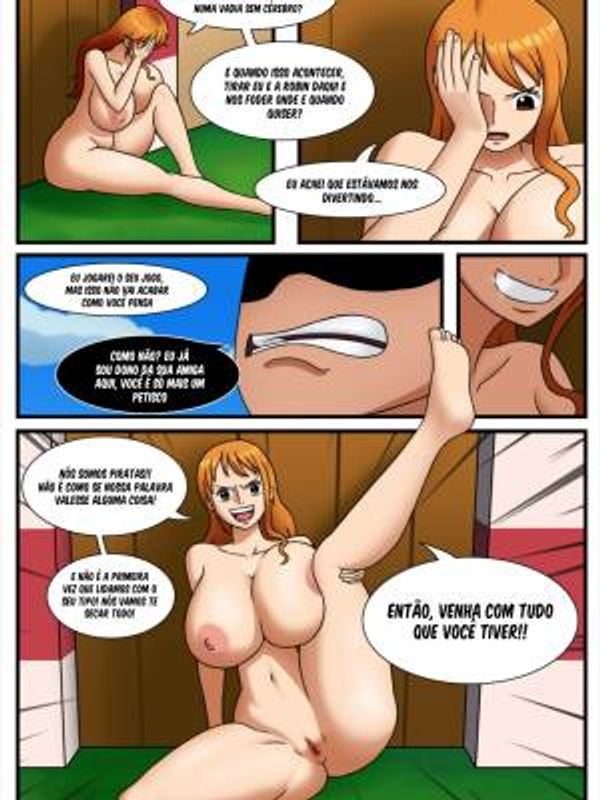 NUMA VADIA SEM CÉREBRO?
E QUANDO ISSO ACONTECER,
TIRAR EU E A ROBIN DAQUI E
NOS FODER ONDE E QUANDO
QUISER?
EU ACHEI QUE ESTÁVAMOS NOS
DIVERTINDO...
EU JOGAREI O SEU JOGO,
MAS ISSO NÃO VAI ACABAR
COMO VOCÊ PENSA
COMO NÃO? EU JÁ
SOU DONO DA SUA AMIGA
AQUI, VOCÊ É SÓ MAIS UM
PETISCO
NÓS SOMOS PIRATAS!!
NÃO É COMO SE NOSSA PALAVRA
VALESSE ALGUMA COISA!
E NÃO É A PRIMEIRA
VEZ QUE LIDAMOS COM O
SEU TIPO! NÓS VAMOS TE
SECAR TODO!
ENTÃO, VENHA COM TUDO
QUE VOCÊ TIVER!!